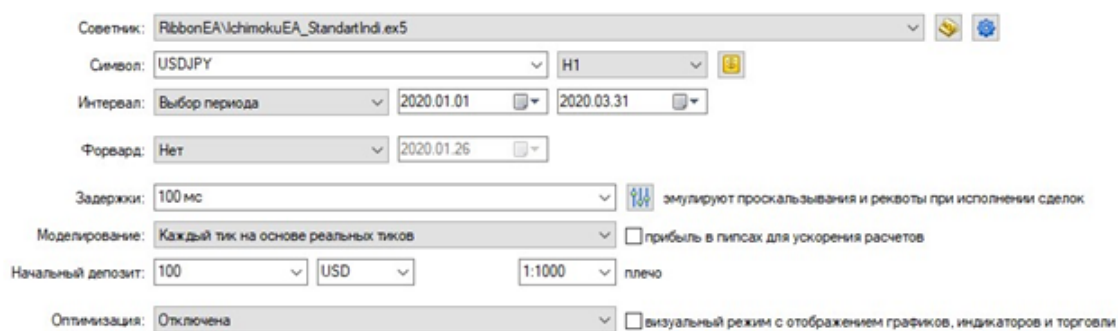 Советник: RibbonEA\IchimokuEA_StandartIndi.ex5
Символ: USDJPY H1
Интервал: Выбор периода 2020.01.01 2020.03.31
Форвард: Нет 2020.01.26
Задержки: 100 мс эмулируют проскальзывания и реквоты при исполнении сделок
Моделирование: Каждый тик на основе реальных тиков прибыль в пипсах для ускорения расчетов
Начальный депозит: 100 USD 1:1000 плечо
Оптимизация: Отключена визуальный режим с отображением графиков, индикаторов и торговли